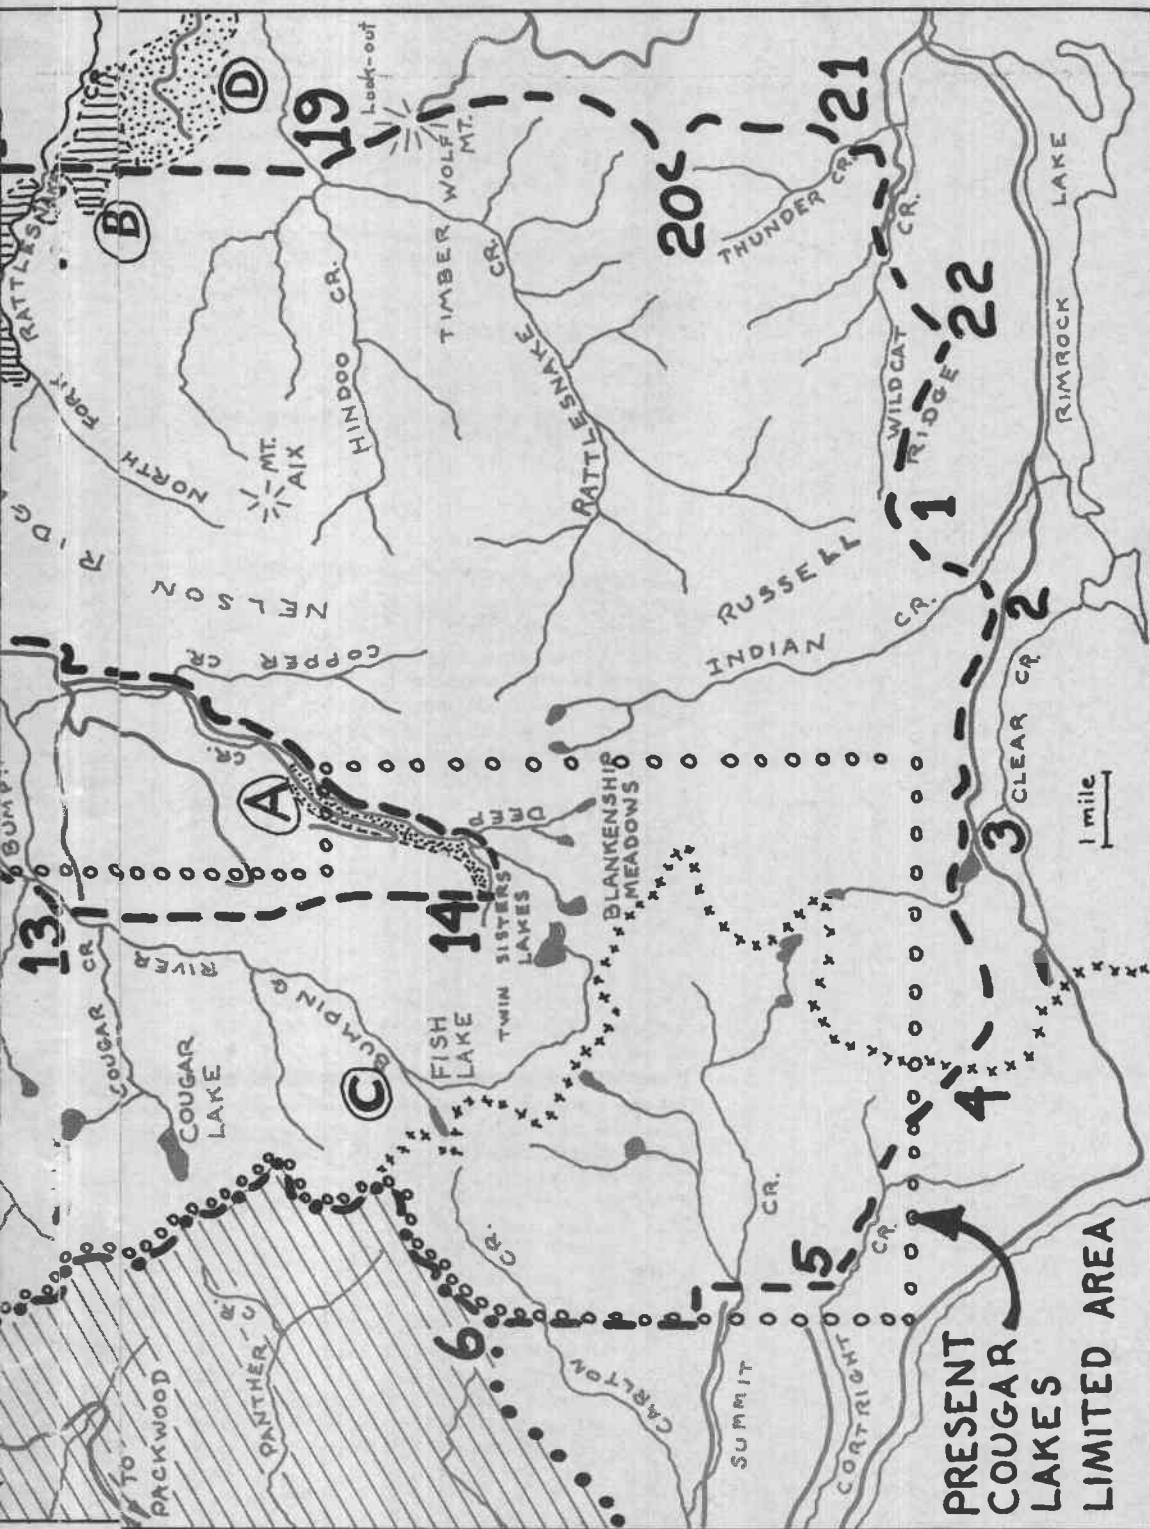 RATTLESNAKE
B
D
19
Look-out
TIMBER WOLF
MT.
HINDOO CR.
NORTH
FORK
MT.
AIX
RATTLESNAKE
CR.
20
THUNDER CR.
21
CR.
WILDCAT
RIDGE
22
RIMROCK
LAKE
1
2
RUSSELL
INDIAN
CR.
NELSON
RIDG
COPPER
CR.
CR.
A
BUMP
13
14
DEER
TWIN SISTERS
LAKES
BLANKENSHIP
MEADOWS
CLEAR CR.
3
1 mile
COUGAR
CR
COUGAR
LAKE
BUMPING
RIVER
C
FISH
LAKE
4
5
6
CR.
CARLTON
SUMMIT
CR.
CORTRIGHT
CR.
PANTHER
CR.
TO
PACKWOOD
PRESENT
COUGAR
LAKES
LIMITED AREA